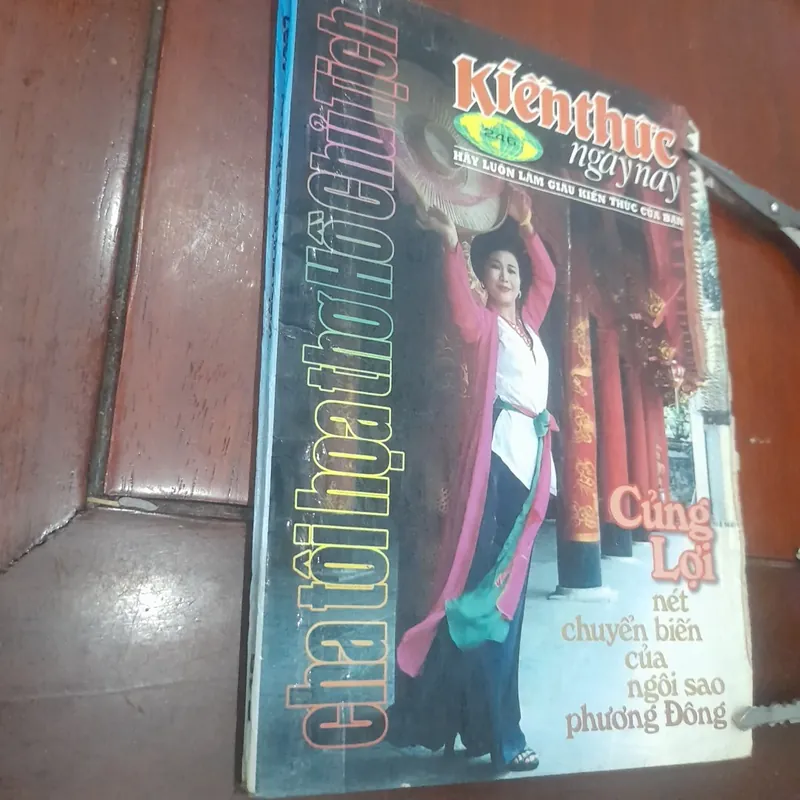 Kiến thức
ngày nay
246
HÃY LUÔN LÀM GIÀU KIẾN THỨC CỦA BẠN
cha tôi họa thơ Hồ Chủ Tịch
Củng
Lợi
nét
chuyển biến
của
ngôi sao
phương Đông